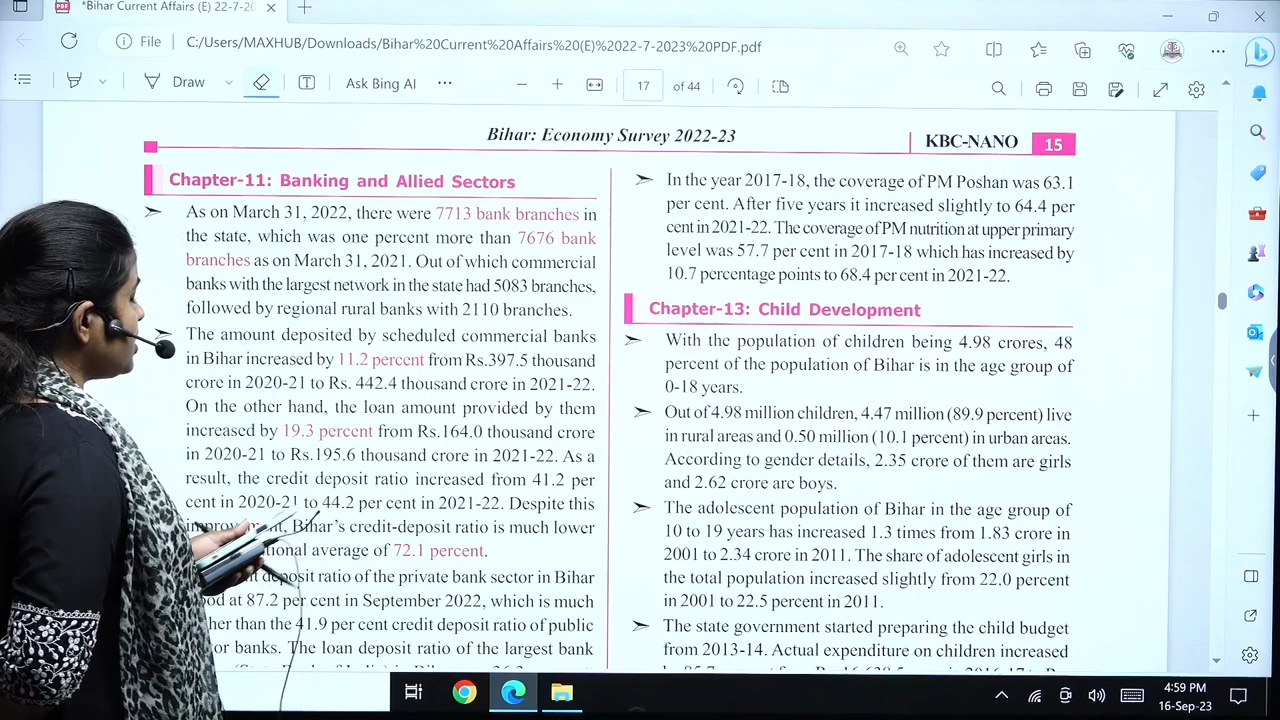 *Bihar Current Affairs (E) 22-7-20
File
C:/Users/MAXHUB/Downloads/Bihar%20Current%20Affairs%20(E)%2022-7-2023%20PDF.pdf
Draw
Ask Bing AI
17
of 44
Bihar: Economy Survey 2022-23
KBC-NANO
15
Chapter-11: Banking and Allied Sectors
➢ As on March 31, 2022, there were 7713 bank branches in
the state, which was one percent more than 7676 bank
branches as on March 31, 2021. Out of which commercial
banks with the largest network in the state had 5083 branches,
followed by regional rural banks with 2110 branches.
The amount deposited by scheduled commercial banks
in Bihar increased by 11.2 percent from Rs.397.5 thousand
crore in 2020-21 to Rs. 442.4 thousand crore in 2021-22.
On the other hand, the loan amount provided by them
increased by 19.3 percent from Rs.164.0 thousand crore
in 2020-21 to Rs.195.6 thousand crore in 2021-22. As a
result, the credit deposit ratio increased from 41.2 per
cent in 2020-21 to 44.2 per cent in 2021-22. Despite this
Bihar's credit-deposit ratio is much lower
average of 72.1 percent.
deposit ratio of the private bank sector in Bihar
at 87.2 per cent in September 2022, which is much
than the 41.9 per cent credit deposit ratio of public
or banks. The loan deposit ratio of the largest bank
➢ In the year 2017-18, the coverage of PM Poshan was 63.1
per cent. After five years it increased slightly to 64.4 per
cent in 2021-22. The coverage of PM nutrition at upper primary
level was 57.7 per cent in 2017-18 which has increased by
10.7 percentage points to 68.4 per cent in 2021-22.
Chapter-13: Child Development
➢ With the population of children being 4.98 crores, 48
percent of the population of Bihar is in the age group of
0-18 years.
➢ Out of 4.98 million children, 4.47 million (89.9 percent) live
in rural areas and 0.50 million (10.1 percent) in urban areas.
According to gender details, 2.35 crore of them are girls
and 2.62 crore are boys.
➢ The adolescent population of Bihar in the age group of
10 to 19 years has increased 1.3 times from 1.83 crore in
2001 to 2.34 crore in 2011. The share of adolescent girls in
the total population increased slightly from 22.0 percent
in 2001 to 22.5 percent in 2011.
➢ The state government started preparing the child budget
from 2013-14. Actual expenditure on children increased
4:59 PM
16-Sep-23